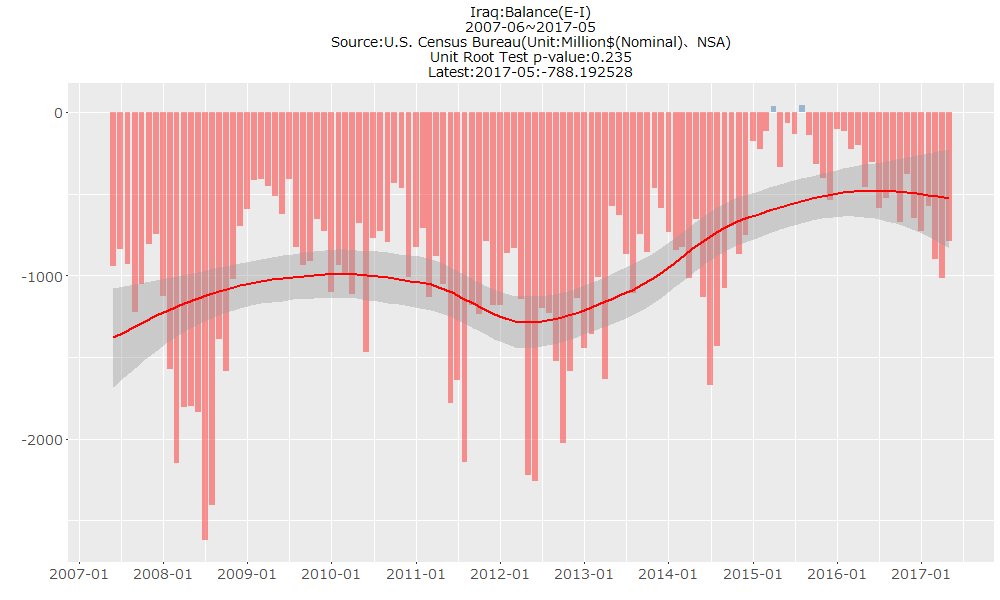 Iraq:Balance(E-I)
2007-06~2017-05
Source:U.S. Census Bureau(Unit:Million$(Nominal)、NSA)
Unit Root Test p-value:0.235
Latest:2017-05:-788.192528
0
-1000
-2000
2007-01 2008-01 2009-01 2010-01 2011-01 2012-01 2013-01 2014-01 2015-01 2016-01 2017-01